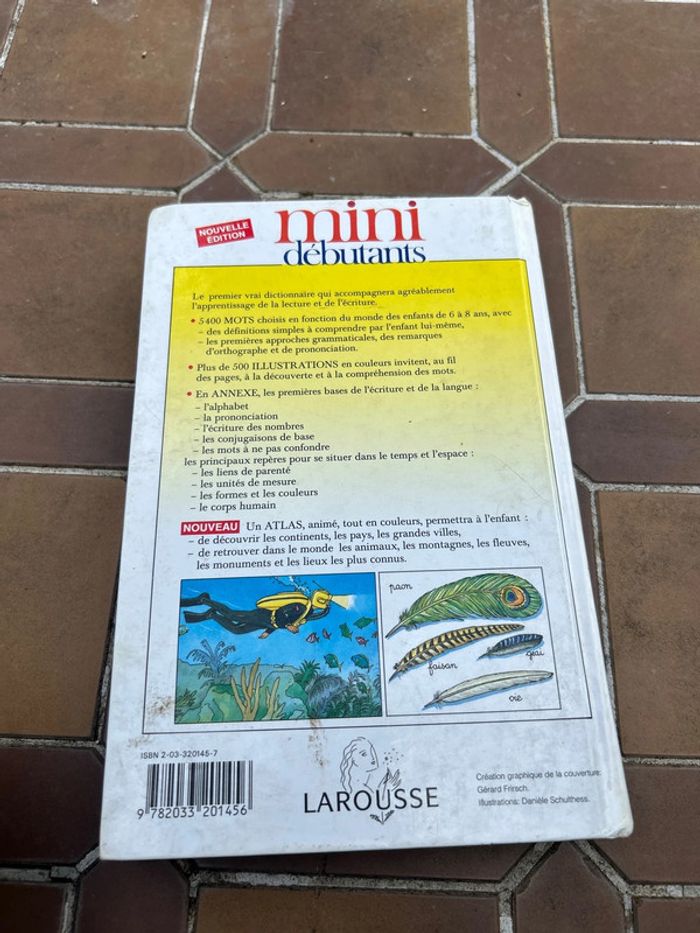 NOUVELLE
ÉDITION
mini
débutants
Le premier vrai dictionnaire qui accompagnera agréablement
l'apprentissage de la lecture et de l'écriture.
• 5400 MOTS choisis en fonction du monde des enfants de 6 à 8 ans, avec
– des définitions simples à comprendre par l'enfant lui-même,
– les premières approches grammaticales, des remarques
d'orthographe et de prononciation.
• Plus de 500 ILLUSTRATIONS en couleurs invitent, au fil
des pages, à la découverte et à la compréhension des mots.
• En ANNEXE, les premières bases de l'écriture et de la langue :
– l'alphabet
– la prononciation
– l'écriture des nombres
– les conjugaisons de base
– les mots à ne pas confondre
les principaux repères pour se situer dans le temps et l'espace :
– les liens de parenté
– les unités de mesure
– les formes et les couleurs
– le corps humain
NOUVEAU Un ATLAS, animé, tout en couleurs, permettra à l'enfant :
– de découvrir les continents, les pays, les grandes villes,
– de retrouver dans le monde les animaux, les montagnes, les fleuves,
les monuments et les lieux les plus connus.
paon
geai
faisan
oie
ISBN 2-03-320145-7
9 782033 201456
LAROUSSE
Création graphique de la couverture:
Gérard Frirsch.
Illustrations: Danièle Schulthess.